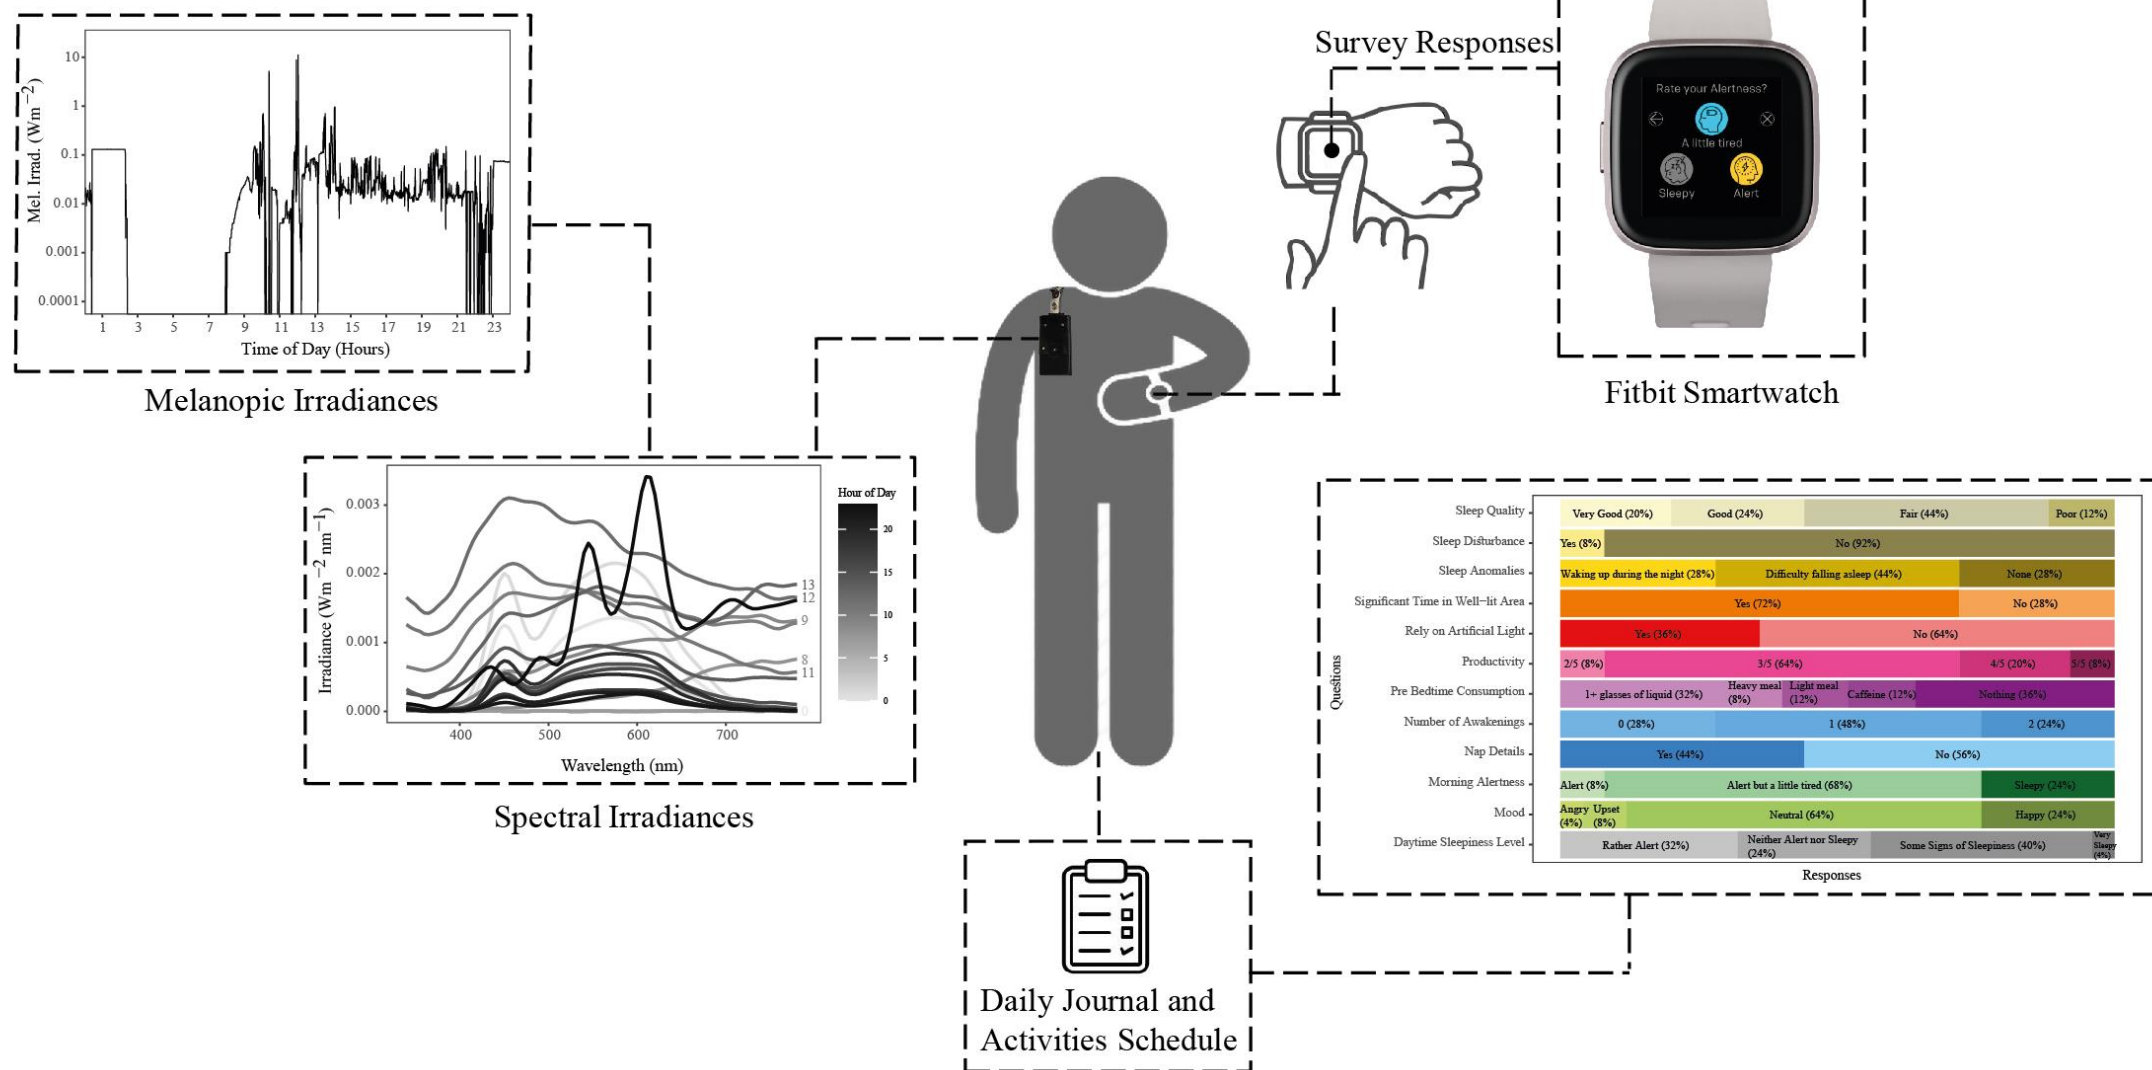 10
1
0.1
0.01
0.001
0.0001
Mel. Irrad. (Wm−2)
1 3 5 7 9 11 13 15 17 19 21 23
Time of Day (Hours)
Melanopic Irradiances
Survey Responses
Rate your Alertness?
A little tired
Sleepy Alert
Fitbit Smartwatch
0.003
0.002
0.001
0.000
Irradiance (Wm−2 nm−1)
400 500 600 700
Wavelength (nm)
13
12
9
8
11
0
Hour of Day
20
15
10
5
0
Spectral Irradiances
Questions
Sleep Quality Very Good (20%) Good (24%) Fair (44%) Poor (12%)
Sleep Disturbance Yes (8%) No (92%)
Sleep Anomalies Waking up during the night (28%) Difficulty falling asleep (44%) None (28%)
Significant Time in Well−lit Area Yes (72%) No (28%)
Rely on Artificial Light Yes (36%) No (64%)
Productivity 2/5 (8%) 3/5 (64%) 4/5 (20%) 5/5 (8%)
Pre Bedtime Consumption 1+ glasses of liquid (32%) Heavy meal (8%) Light meal (12%) Caffeine (12%) Nothing (36%)
Number of Awakenings 0 (28%) 1 (48%) 2 (24%)
Nap Details Yes (44%) No (56%)
Morning Alertness Alert (8%) Alert but a little tired (68%) Sleepy (24%)
Mood Angry (4%) Upset (8%) Neutral (64%) Happy (24%)
Daytime Sleepiness Level Rather Alert (32%) Neither Alert nor Sleepy (24%) Some Signs of Sleepiness (40%) Very Sleepy (4%)
Responses
Daily Journal and
Activities Schedule